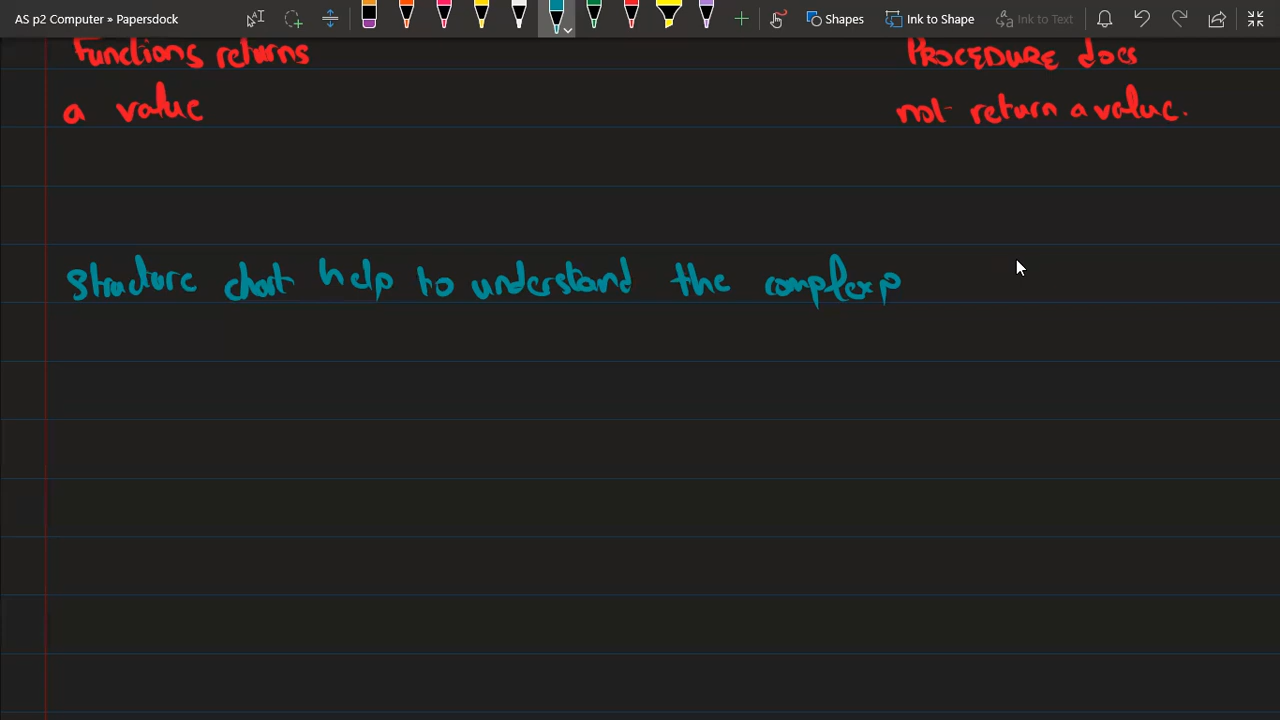 AS p2 Computer » Papersdock
Shapes Ink to Shape Ink to Text
Functions returns PROCEDURE does
a value not return a value.
Structure chart help to understand the complexp